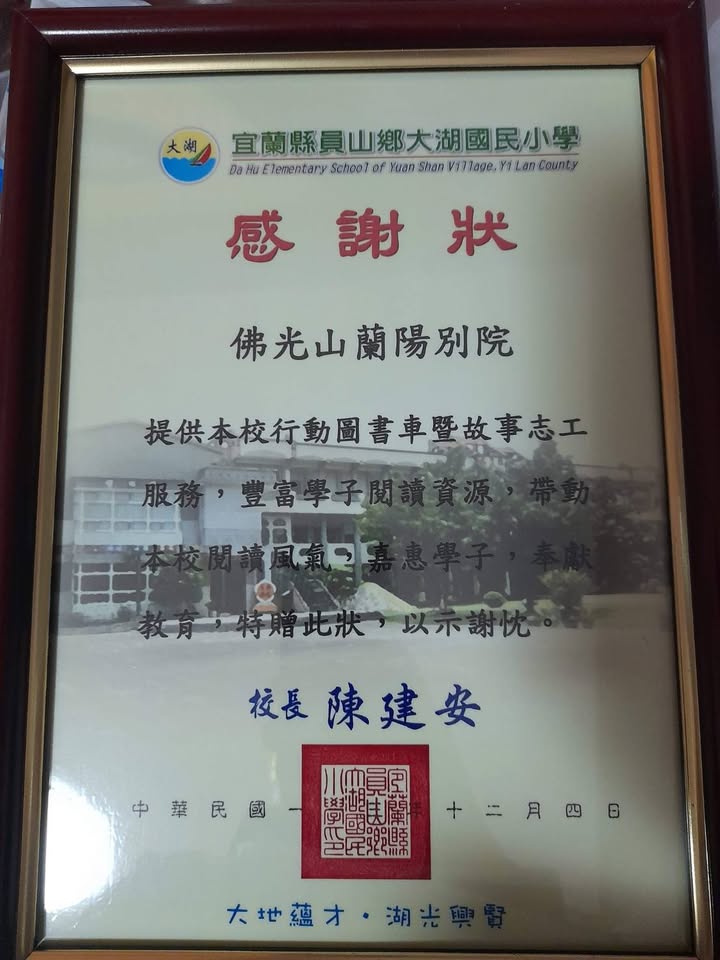 大湖
宜蘭縣員山鄉大湖國民小學
Da Hu Elementary School of Yuan Shan Village, Yi Lan County
感謝狀
佛光山蘭陽別院
提供本校行動圖書車暨故事志工
服務，豐富學子閱讀資源，帶動
本校閱讀風氣，嘉惠學子，奉獻
教育，特贈此狀，以示謝忱。
校長 陳建安
中華民國一 年十二月四日
宜蘭縣員山鄉大湖國民小學印
大地蘊才・湖光興賢